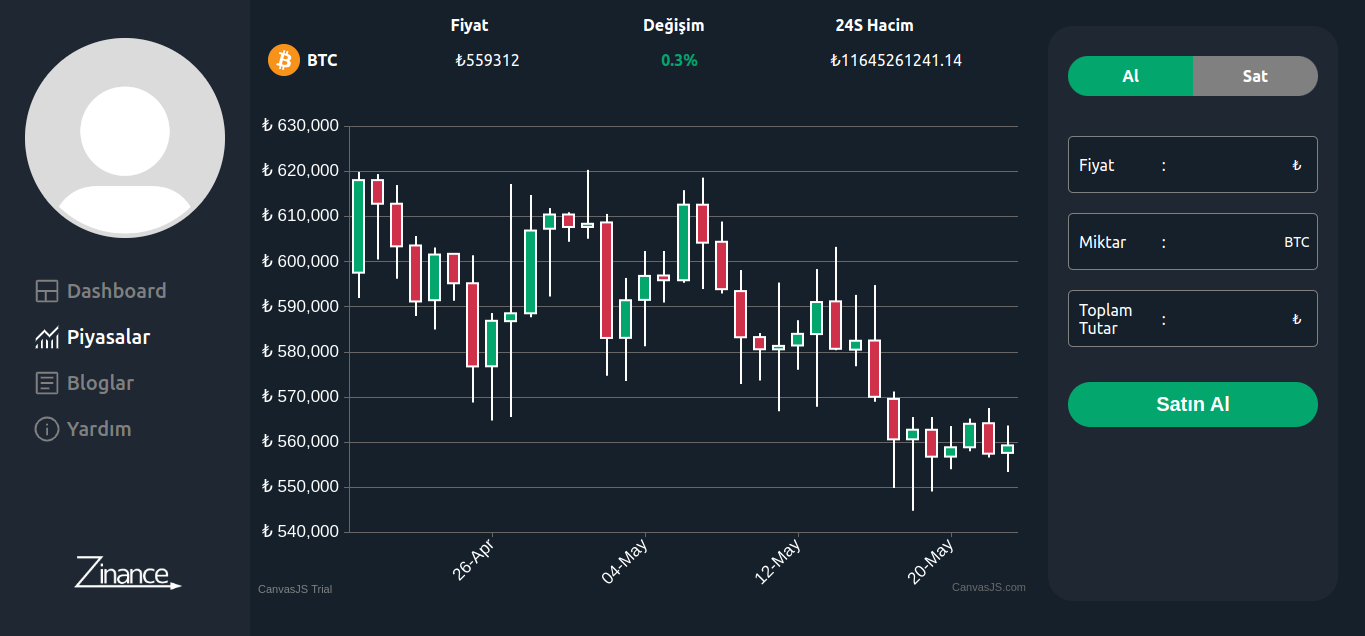 Dashboard
Piyasalar
Bloglar
Yardım
Zinance
Fiyat Değişim 24S Hacim
BTC ₺559312 0.3% ₺11645261241.14
₺ 630,000
₺ 620,000
₺ 610,000
₺ 600,000
₺ 590,000
₺ 580,000
₺ 570,000
₺ 560,000
₺ 550,000
₺ 540,000
26-Apr 04-May 12-May 20-May
CanvasJS Trial CanvasJS.com
Al Sat
Fiyat : ₺
Miktar : BTC
Toplam
Tutar : ₺
Satın Al